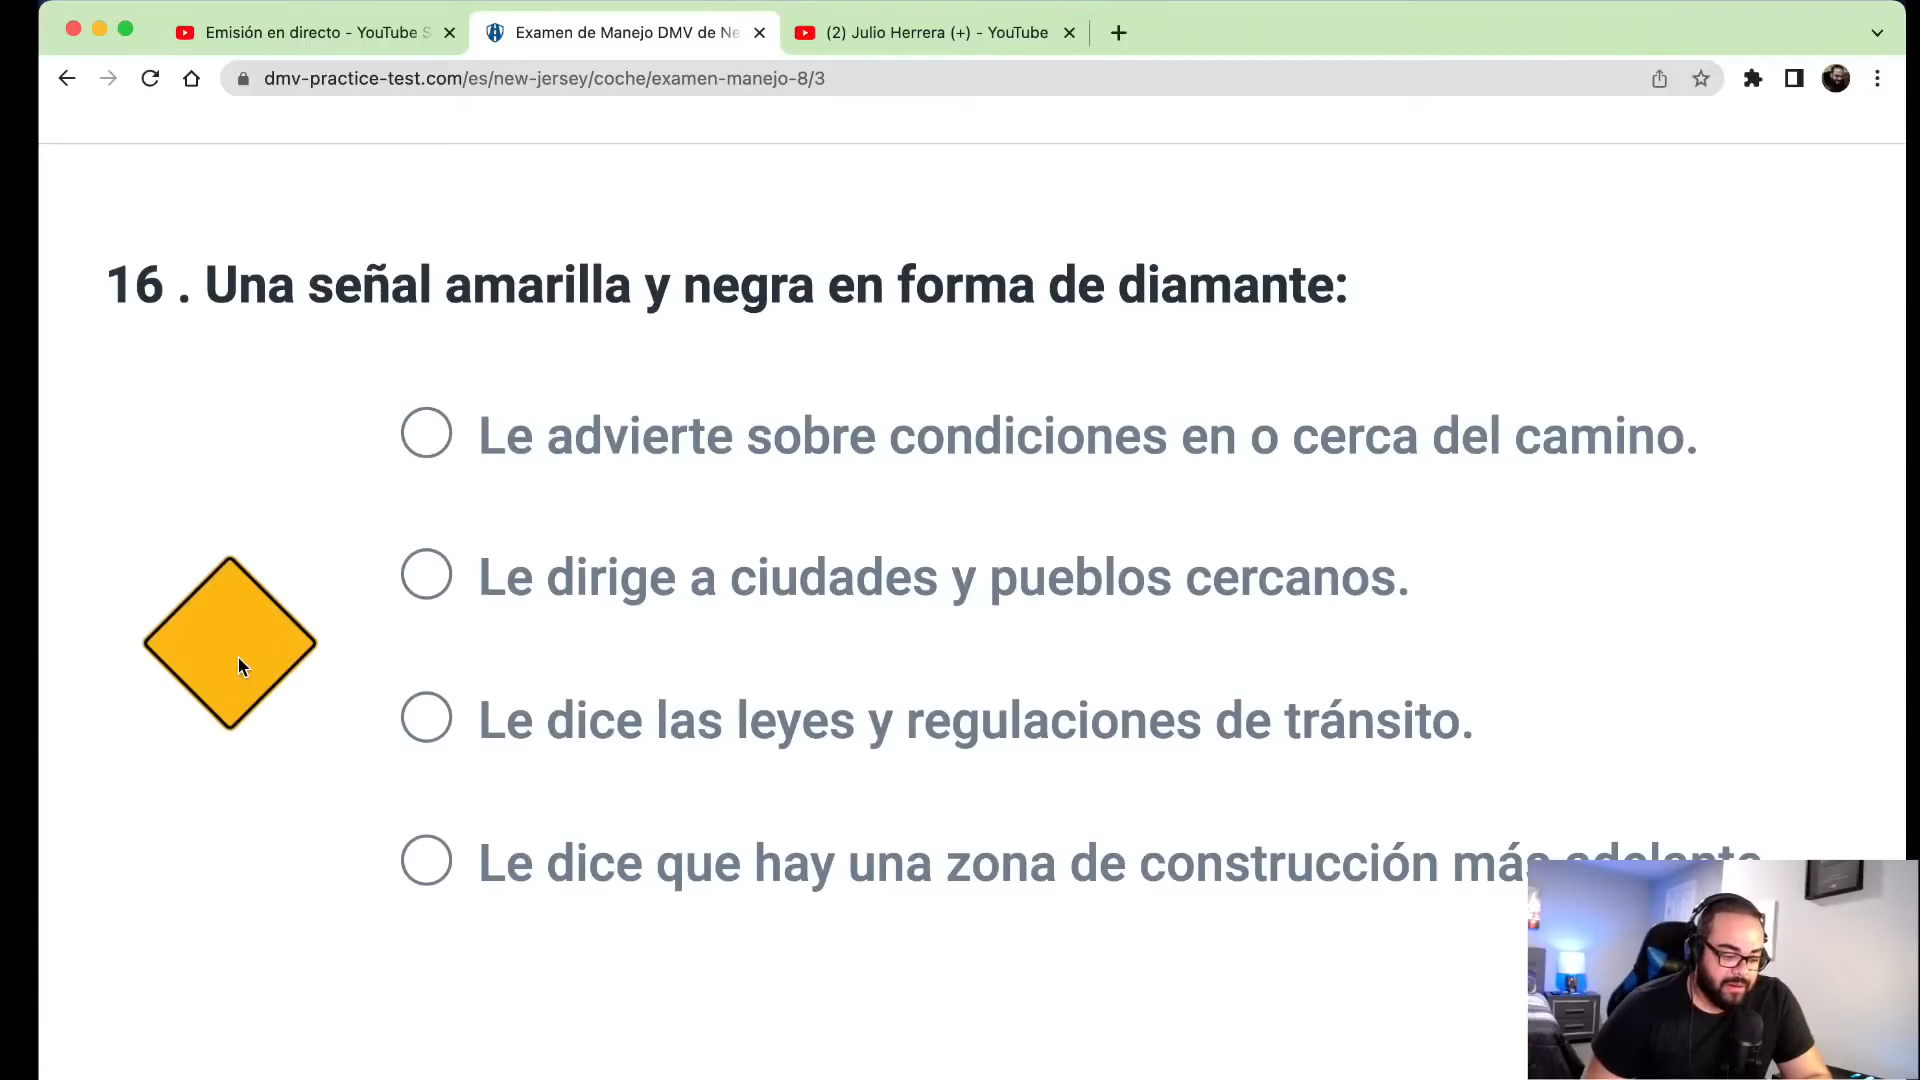 Emisión en directo - YouTube S
Examen de Manejo DMV de Ne
(2) Julio Herrera (+) - YouTube
dmv-practice-test.com/es/new-jersey/coche/examen-manejo-8/3
16 . Una señal amarilla y negra en forma de diamante:
Le advierte sobre condiciones en o cerca del camino.
Le dirige a ciudades y pueblos cercanos.
Le dice las leyes y regulaciones de tránsito.
Le dice que hay una zona de construcción más adelante